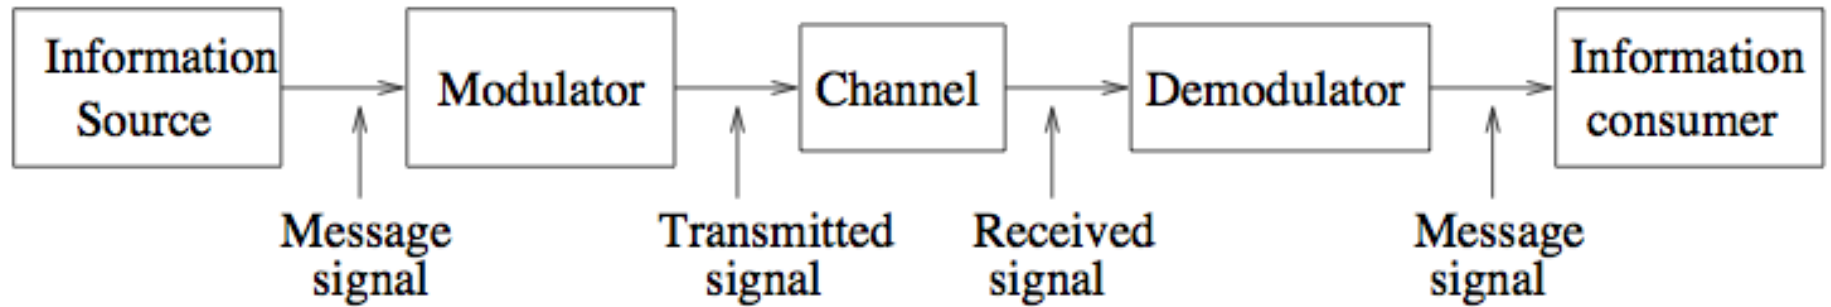 Information
Source
Modulator
Channel
Demodulator
Information
consumer
Message
signal
Transmitted
signal
Received
signal
Message
signal